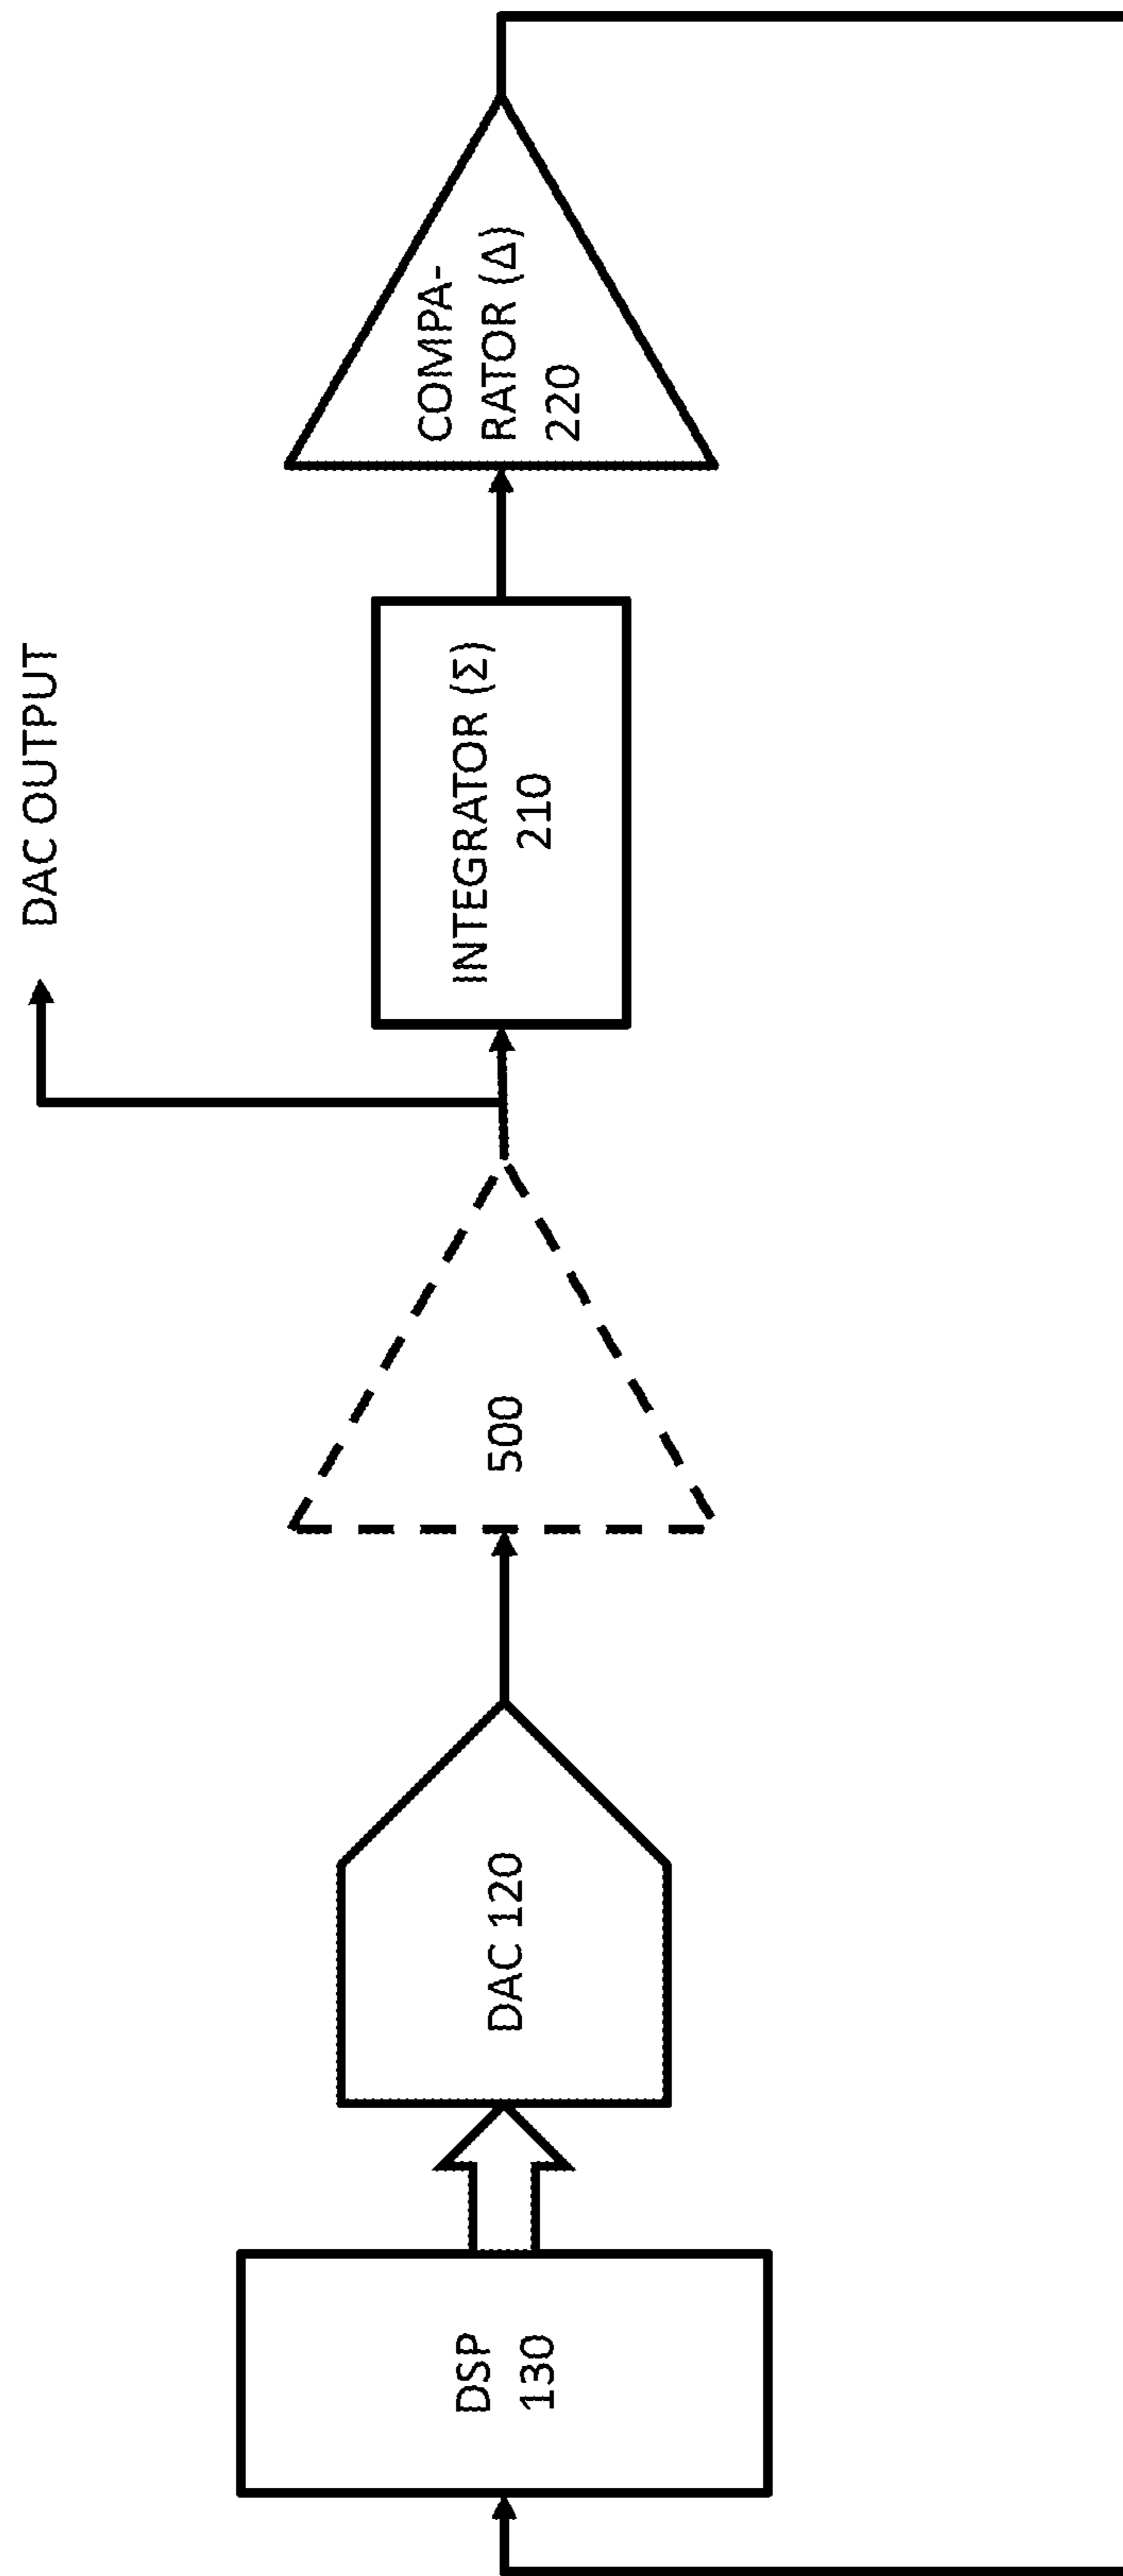 DAC OUTPUT
DSP
130
DAC 120
500
INTEGRATOR (Σ)
210
COMPA-
RATOR (Δ)
220